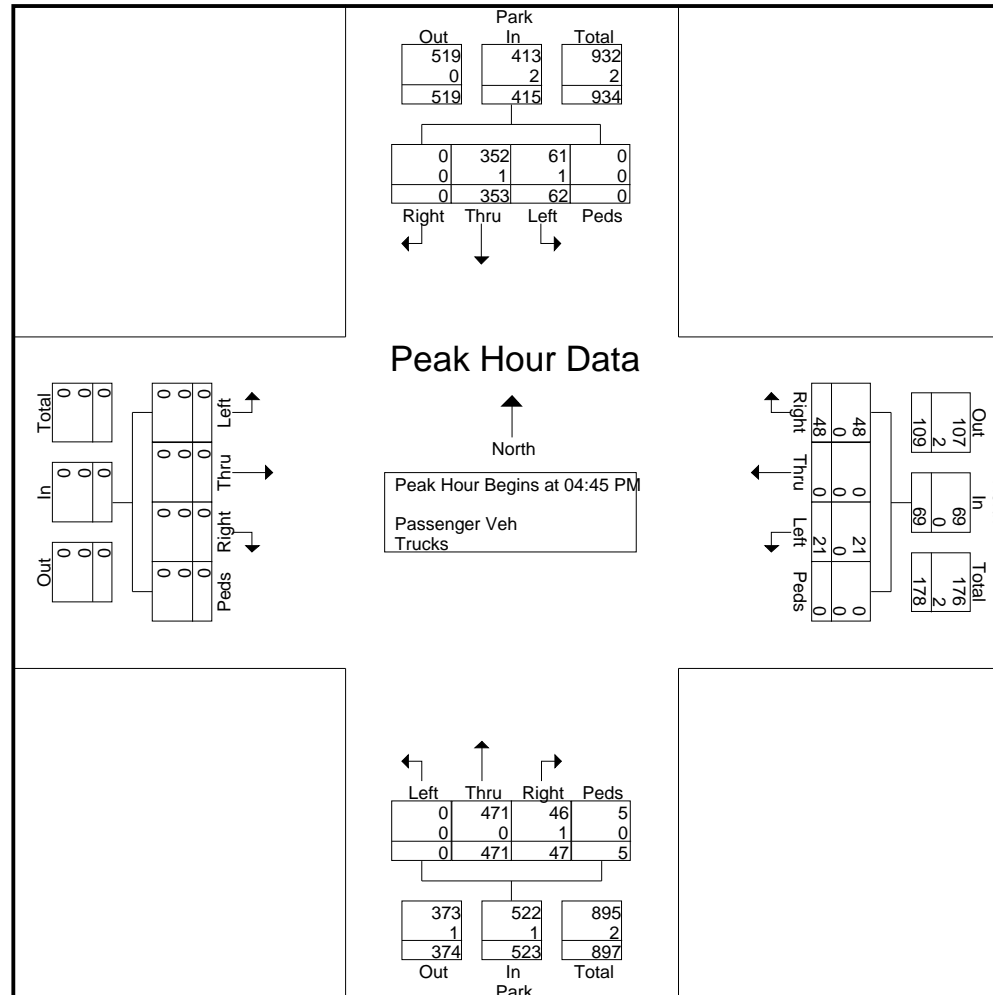 Park
Out In Total
519 413 932
0 2 2
519 415 934
0 352 61 0
0 1 1 0
0 353 62 0
Right Thru Left Peds
Peak Hour Data
North
Peak Hour Begins at 04:45 PM
Passenger Veh
Trucks
Left Thru Right Peds
0 0 0 0
0 0 0 0
0 0 0 0
Total In Out
0 0 0
0 0 0
0 0 0
Right Thru Left Peds
48 0 21 0
0 0 0 0
48 0 21 0
Out In Total
107 69 176
2 0 2
109 69 178
Left Thru Right Peds
0 471 46 5
0 0 1 0
0 471 47 5
373 522 895
1 1 2
374 523 897
Out In Total
Park